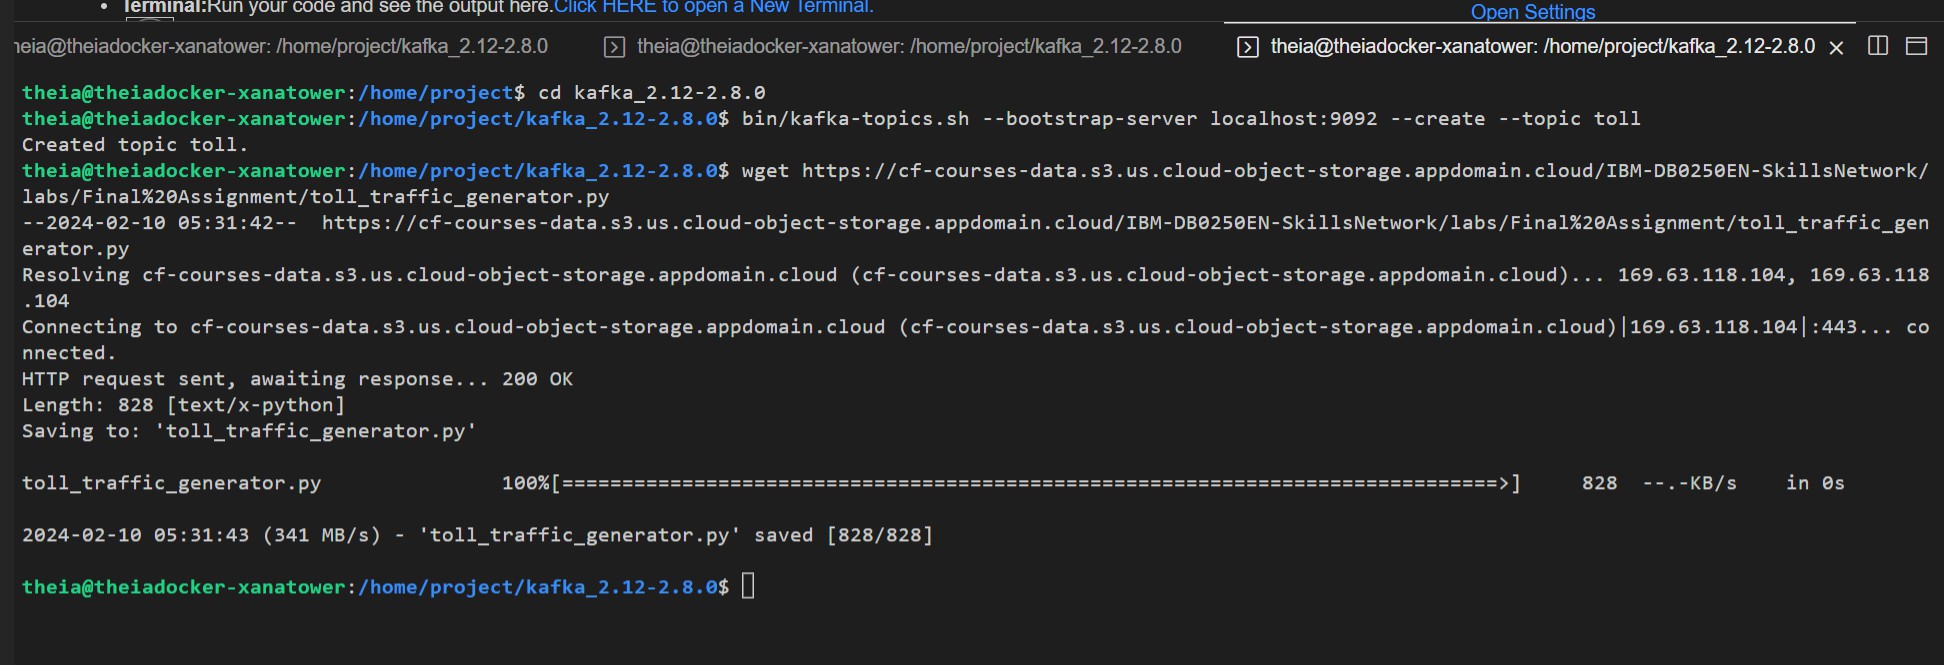 • Terminal:Run your code and see the output here.Click HERE to open a New Terminal.
Open Settings
heia@theiadocker-xanatower: /home/project/kafka_2.12-2.8.0
theia@theiadocker-xanatower: /home/project/kafka_2.12-2.8.0
theia@theiadocker-xanatower: /home/project/kafka_2.12-2.8.0
theia@theiadocker-xanatower:/home/project$ cd kafka_2.12-2.8.0
theia@theiadocker-xanatower:/home/project/kafka_2.12-2.8.0$ bin/kafka-topics.sh --bootstrap-server localhost:9092 --create --topic toll
Created topic toll.
theia@theiadocker-xanatower:/home/project/kafka_2.12-2.8.0$ wget https://cf-courses-data.s3.us.cloud-object-storage.appdomain.cloud/IBM-DB0250EN-SkillsNetwork/
labs/Final%20Assignment/toll_traffic_generator.py
--2024-02-10 05:31:42--  https://cf-courses-data.s3.us.cloud-object-storage.appdomain.cloud/IBM-DB0250EN-SkillsNetwork/labs/Final%20Assignment/toll_traffic_gen
erator.py
Resolving cf-courses-data.s3.us.cloud-object-storage.appdomain.cloud (cf-courses-data.s3.us.cloud-object-storage.appdomain.cloud)... 169.63.118.104, 169.63.118
.104
Connecting to cf-courses-data.s3.us.cloud-object-storage.appdomain.cloud (cf-courses-data.s3.us.cloud-object-storage.appdomain.cloud)|169.63.118.104|:443... co
nnected.
HTTP request sent, awaiting response... 200 OK
Length: 828 [text/x-python]
Saving to: 'toll_traffic_generator.py'
toll_traffic_generator.py 100%[==============================================================================>] 828 --.-KB/s in 0s
2024-02-10 05:31:43 (341 MB/s) - 'toll_traffic_generator.py' saved [828/828]
theia@theiadocker-xanatower:/home/project/kafka_2.12-2.8.0$